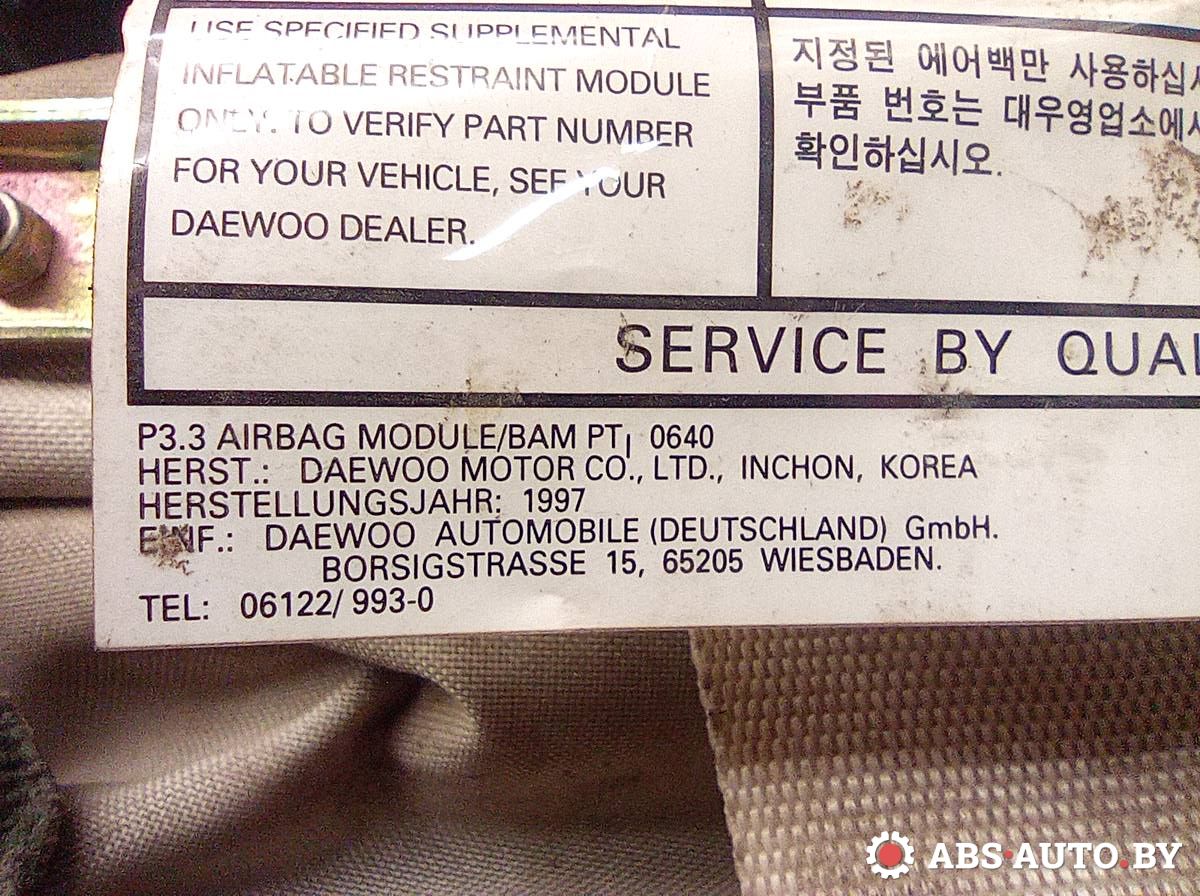 USE SPECIFIED SUPPLEMENTAL
INFLATABLE RESTRAINT MODULE
ONLY. TO VERIFY PART NUMBER
FOR YOUR VEHICLE, SEE YOUR
DAEWOO DEALER.
지정된 에어백만 사용하십
부품 번호는 대우영업소에서
확인하십시오.
SERVICE BY QUAL
P3.3 AIRBAG MODULE/BAM PT, 0640
HERST.: DAEWOO MOTOR CO., LTD., INCHON, KOREA
HERSTELLUNGSJAHR: 1997
EINF.: DAEWOO AUTOMOBILE (DEUTSCHLAND) GmbH.
BORSIGSTRASSE 15, 65205 WIESBADEN.
TEL: 06122/ 993-0
ABS·AUTO.BY